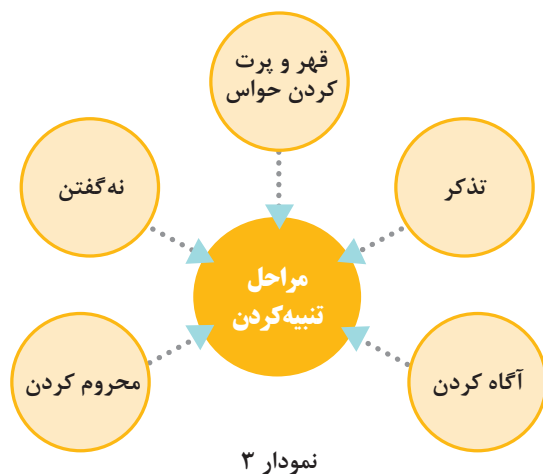 قهر و پرت
کردن حواس
تذکر
نه‌گفتن
مراحل
تنبیه‌کردن
آگاه کردن
محروم کردن
نمودار ۳